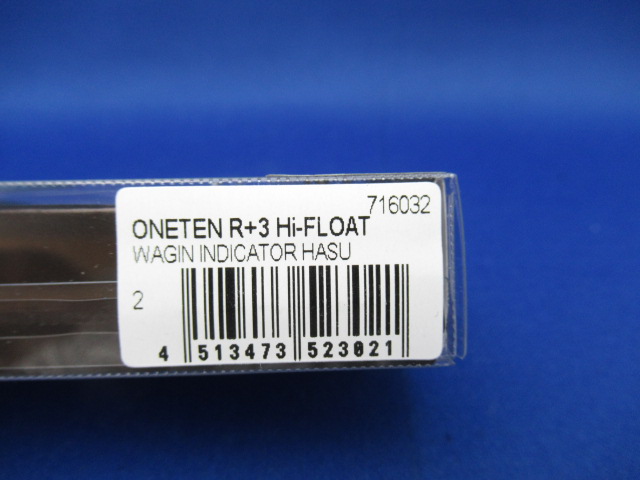 716032
ONETEN R+3 Hi-FLOAT
WAGIN INDICATOR HASU
2
4 513473 523021